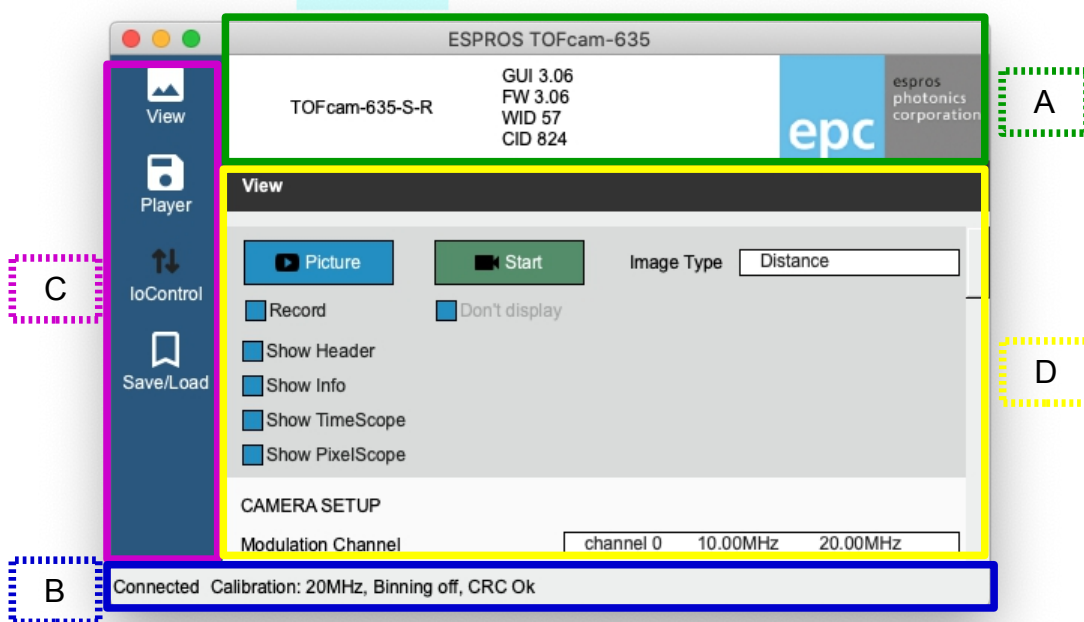 ESPROS TOFcam-635
TOFcam-635-S-R
GUI 3.06
FW 3.06
WID 57
CID 824
epc
espros
photonics
corporation
A
View
Player
IoControl
Save/Load
C
View
Picture
Start
Image Type
Distance
Record
Don't display
Show Header
Show Info
Show TimeScope
Show PixelScope
CAMERA SETUP
Modulation Channel
channel 0 10.00MHz 20.00MHz
D
B
Connected Calibration: 20MHz, Binning off, CRC Ok